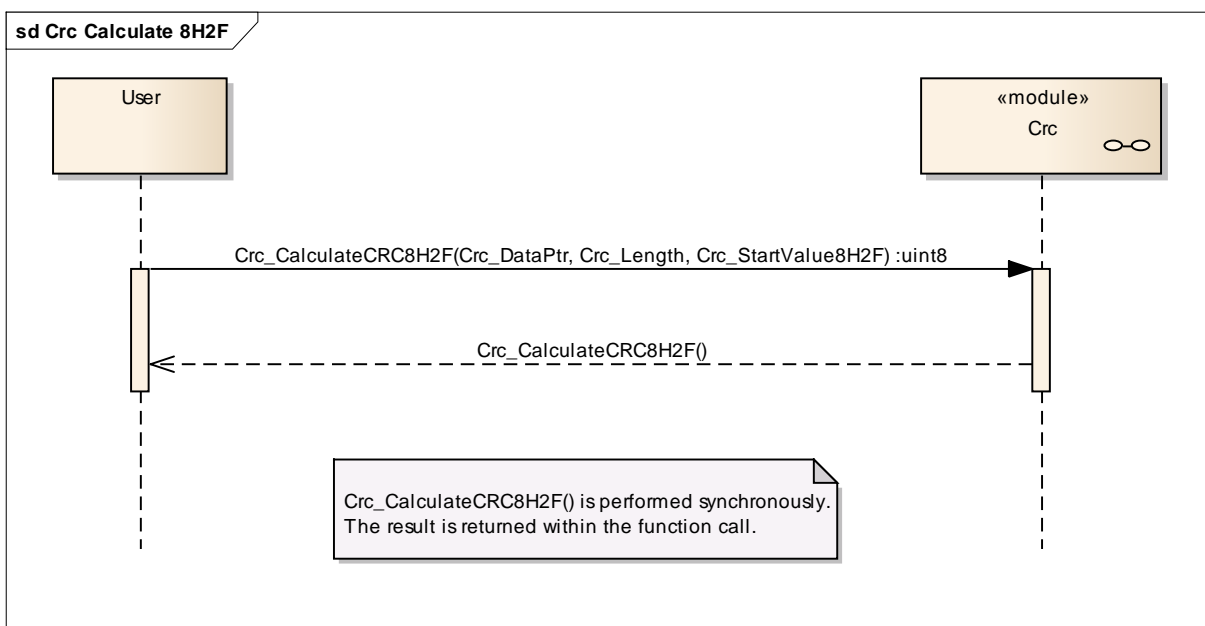 sd Crc Calculate 8H2F
User
«module»
Crc
Crc_CalculateCRC8H2F(Crc_DataPtr, Crc_Length, Crc_StartValue8H2F) :uint8
Crc_CalculateCRC8H2F()
Crc_CalculateCRC8H2F() is performed synchronously.
The result is returned within the function call.